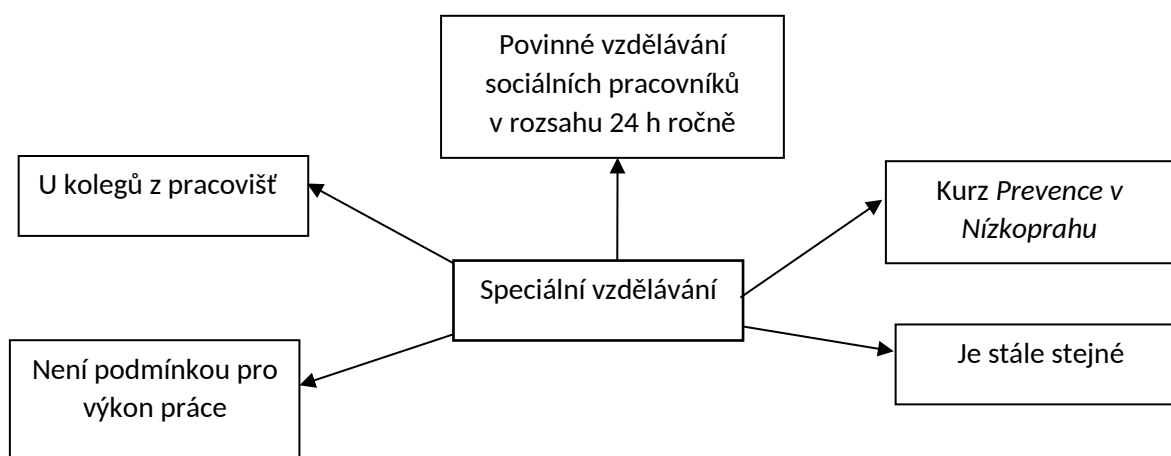 Povinné vzdělávání
sociálních pracovníků
v rozsahu 24 h ročně
U kolegů z pracovišť
Kurz Prevence v
Nízkoprahu
Speciální vzdělávání
Není podmínkou pro
výkon práce
Je stále stejné